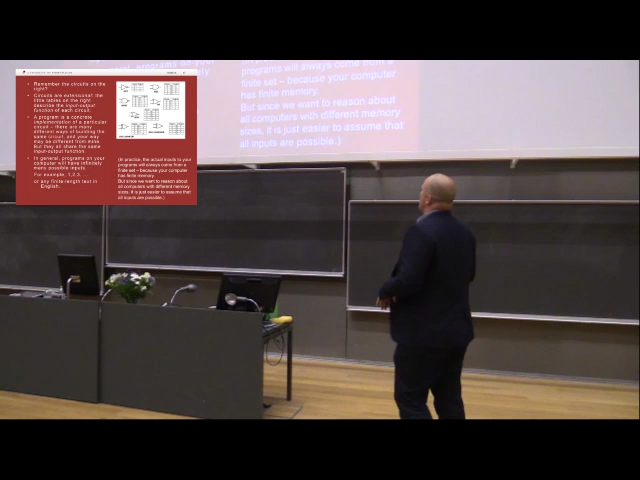 Remember the circuits on the
right?
Circuits are extensional: the
little tables on the right
describe the input-output
function of each circuit.
A program is a concrete
implementation of a particular
circuit – there are many
different ways of building the
same circuit, and your way
may be different from mine.
But they all share the same
input-output function.
In general, programs on your
computer will have infinitely
many possible inputs.
For example, 1,2,3, ...
or any finite-length text in
English.
(In practice, the actual inputs to your
programs will always come from a
finite set – because your computer
has finite memory.
But since we want to reason about
all computers with different memory
sizes, it is just easier to assume that
all inputs are possible.)
programs on your
programs will always come from a
finite set – because your computer
has finite memory.
But since we want to reason about
all computers with different memory
sizes, it is just easier to assume that
all inputs are possible.)